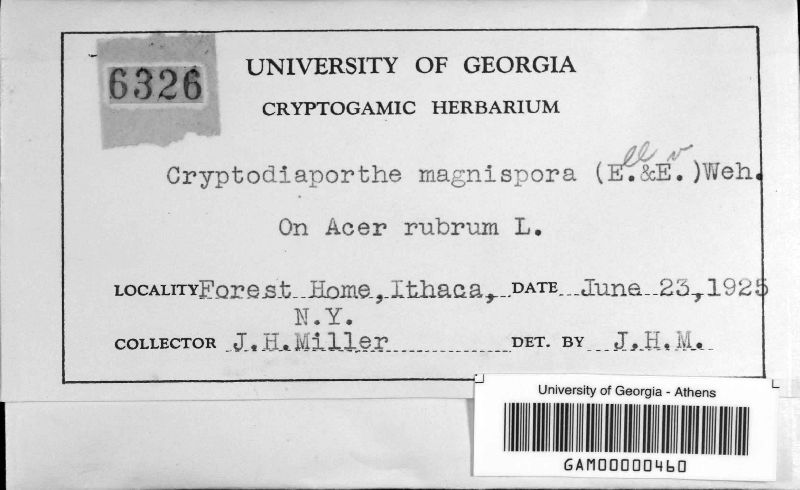 6326
UNIVERSITY OF GEORGIA
CRYPTOGAMIC HERBARIUM
ll v
Cryptodiaporthe magnispora (E.&E.)Weh.
On Acer rubrum L.
LOCALITY Forest Home, Ithaca, DATE June 23, 1925
N.Y.
COLLECTOR J.H.Miller DET. BY J.H.M.
University of Georgia - Athens
GAM00000460